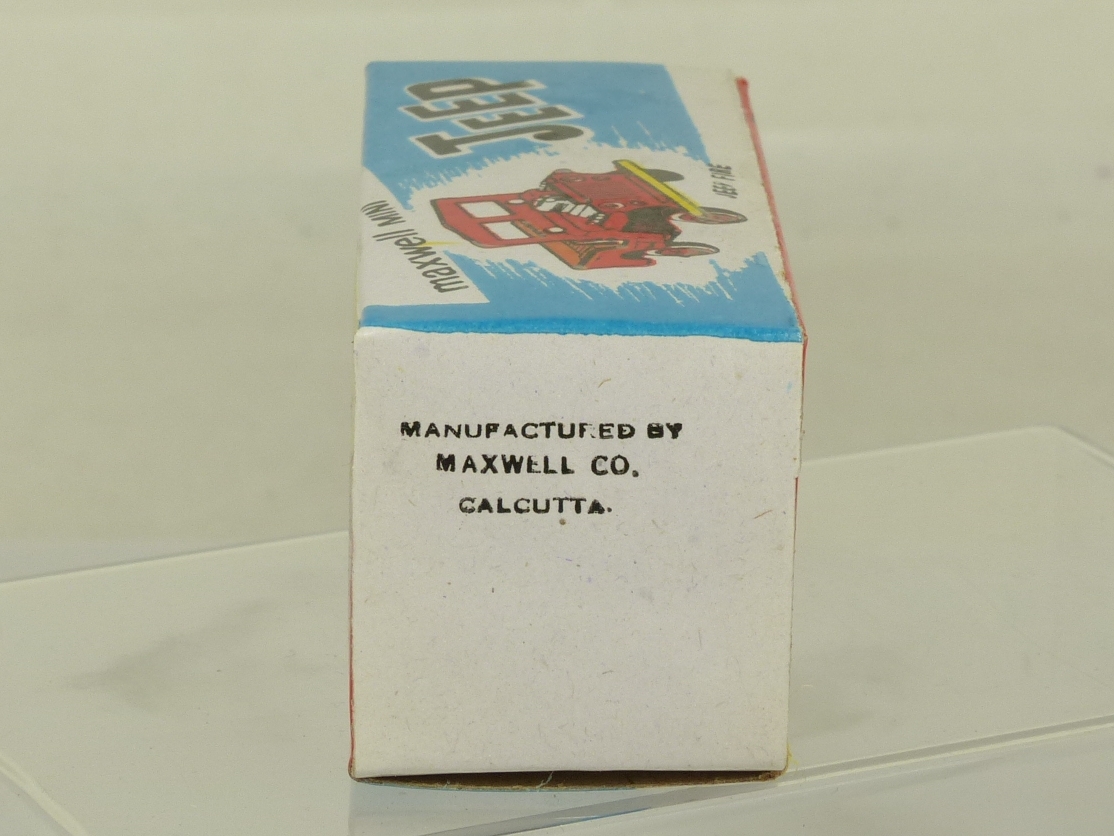 JEEP
maxwell MINI
JEEP FIRE
MANUFACTURED BY
MAXWELL CO.
CALCUTTA.